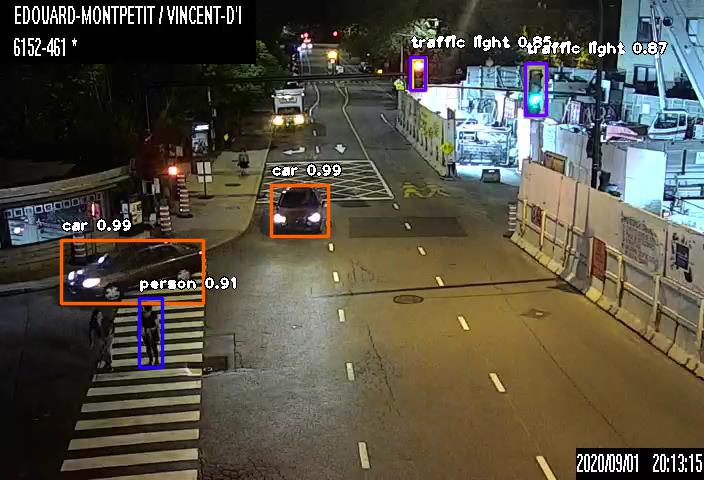 EDOUARD-MONTPETIT / VINCENT-D'I
6152-461 *
traffic light 0.85
traffic light 0.87
car 0.99
car 0.99
person 0.91
2020/09/01 20:13:15